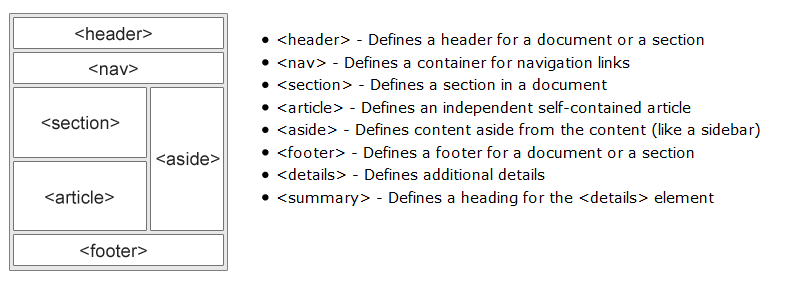 <header>
<nav>
<section>
<aside>
<article>
<footer>
<header> - Defines a header for a document or a section
<nav> - Defines a container for navigation links
<section> - Defines a section in a document
<article> - Defines an independent self-contained article
<aside> - Defines content aside from the content (like a sidebar)
<footer> - Defines a footer for a document or a section
<details> - Defines additional details
<summary> - Defines a heading for the <details> element